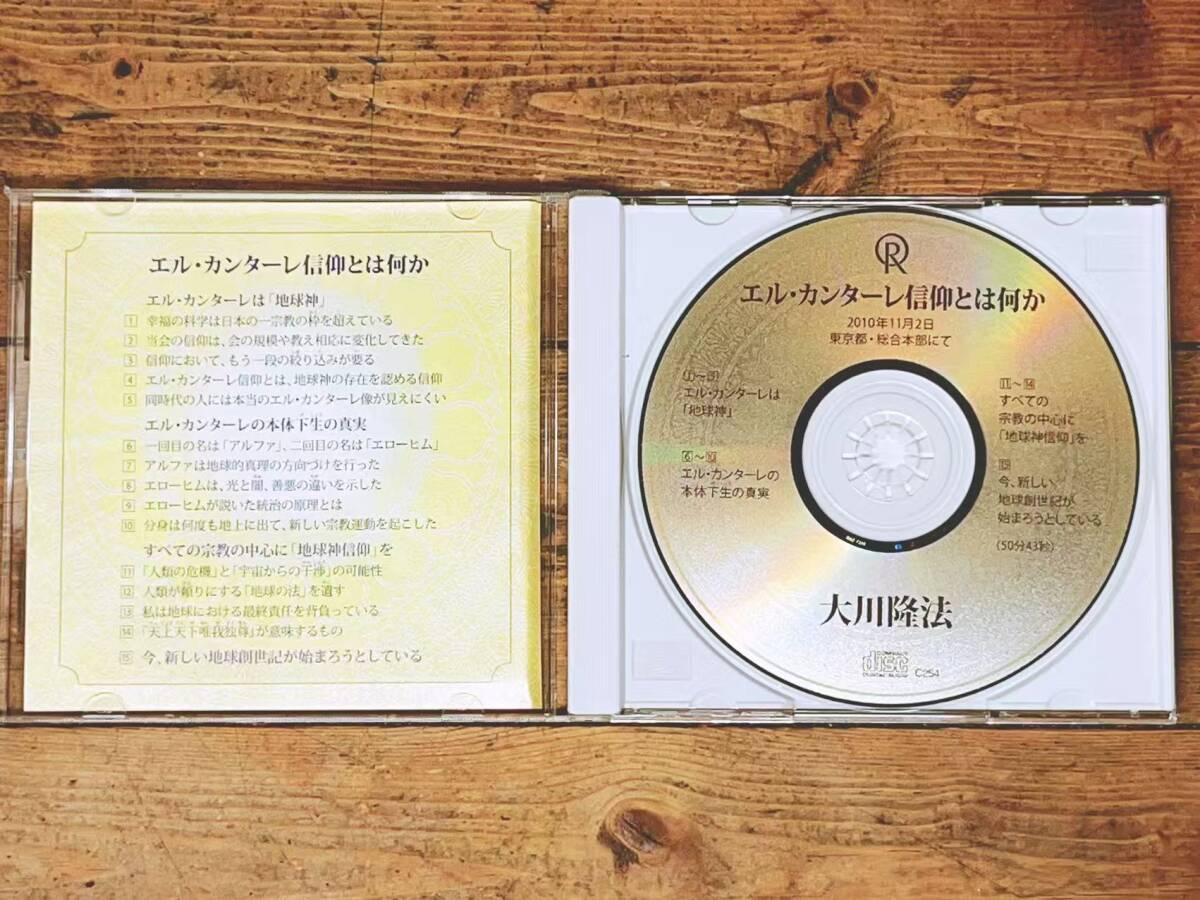 エル・カンターレ信仰とは何か
エル・カンターレは「地球神」
1 幸福の科学は日本の一宗教の枠を超えている
2 当会の信仰は、会の規模や教え相応に変化してきた
3 信仰において、もう一段の絞り込みが要る
4 エル・カンターレ信仰とは、地球神の存在を認める信仰
5 同時代の人には本当のエル・カンターレ像が見えにくい
エル・カンターレの本体下生の真実
6 一回目の名は「アルファ」、二回目の名は「エローヒム」
7 アルファは地球的真理の方向づけを行った
8 エローヒムは、光と闇、善悪の違いを示した
9 エローヒムが説いた統治の原理とは
10 分身は何度も地上に出て、新しい宗教運動を起こした
すべての宗教の中心に「地球神信仰」を
11 「人類の危機」と「宇宙からの干渉」の可能性
12 人類が頼りにする「地球の法」を遺す
13 私は地球における最終責任を背負っている
14 「天上天下唯我独尊」が意味するもの
15 今、新しい地球創世記が始まろうとしている
R
エル・カンターレ信仰とは何か
2010年11月2日
東京都・総合本部にて
1～5
エル・カンターレは
「地球神」
6～10
エル・カンターレの
本体下生の真実
11～14
すべての
宗教の中心に
「地球神信仰」を
15
今、新しい
地球創世記が
始まろうとしている
(50分43秒)
大川隆法
COMPACT
disc
DIGITAL AUDIO
C254